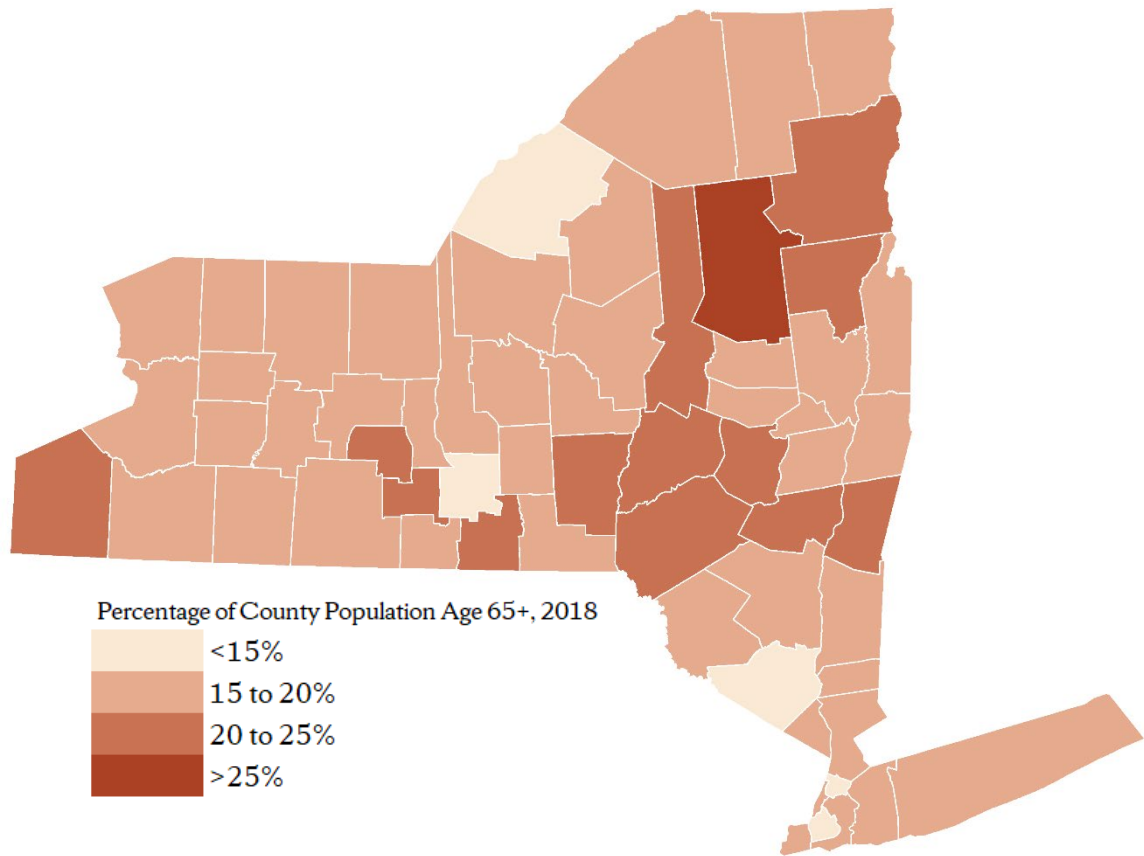 Percentage of County Population Age 65+, 2018
<15%
15 to 20%
20 to 25%
>25%